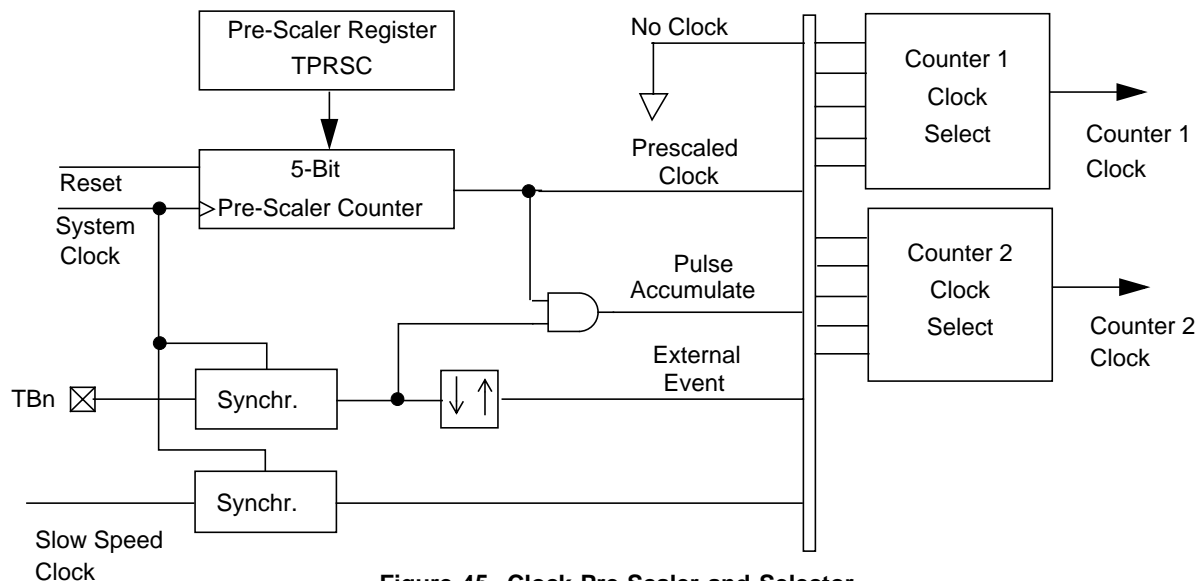 Pre-Scaler Register
TPRSC
No Clock
Counter 1
Clock
Select
Counter 1
Clock
Reset
System
Clock
5-Bit
Pre-Scaler Counter
Prescaled
Clock
Counter 2
Clock
Select
Counter 2
Clock
Pulse
Accumulate
External
Event
TBn
Synchr.
Synchr.
Slow Speed
Clock
Figure 45. Clock Pre-Scaler and Selector